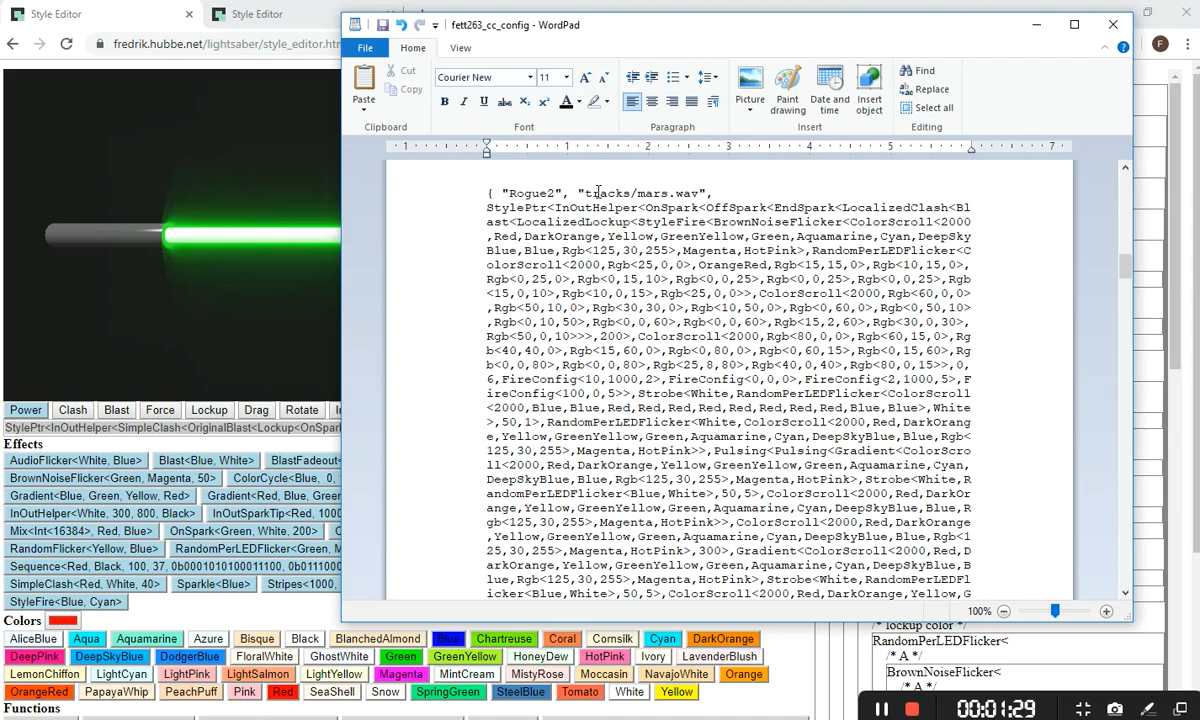 Style Editor
Style Editor
fredrik.hubbe.net/lightsaber/style_editor.htm
fett263_cc_config - WordPad
File
Home
View
Paste
Cut
Copy
Clipboard
Courier New
11
Font
Paragraph
Picture
Paint drawing
Date and time
Insert object
Insert
Find
Replace
Select all
Editing
1 1 2 3 4 5 6 7
{ "Rogue2", "tracks/mars.wav",
StylePtr<InOutHelper<OnSpark<OffSpark<EndSpark<LocalizedClash<Bl
ast<LocalizedLockup<StyleFire<BrownNoiseFlicker<ColorScroll<2000
,Red,DarkOrange,Yellow,GreenYellow,Green,Aquamarine,Cyan,DeepSky
Blue,Blue,Rgb<125,30,255>,Magenta,HotPink>,RandomPerLEDFlicker<C
olorScroll<2000,Rgb<25,0,0>,OrangeRed,Rgb<15,15,0>,Rgb<10,15,0>,
Rgb<0,25,0>,Rgb<0,15,10>,Rgb<0,0,25>,Rgb<0,0,25>,Rgb<0,0,25>,Rgb
<15,0,10>,Rgb<10,0,15>,Rgb<25,0,0>>,ColorScroll<2000,Rgb<60,0,0>
,Rgb<50,10,0>,Rgb<30,30,0>,Rgb<10,50,0>,Rgb<0,60,0>,Rgb<0,50,10>
,Rgb<0,10,50>,Rgb<0,0,60>,Rgb<0,0,60>,Rgb<15,2,60>,Rgb<30,0,30>,
Rgb<50,0,10>>>,200>,ColorScroll<2000,Rgb<80,0,0>,Rgb<60,15,0>,Rg
b<40,40,0>,Rgb<15,60,0>,Rgb<0,80,0>,Rgb<0,60,15>,Rgb<0,15,60>,Rg
b<0,0,80>,Rgb<0,0,80>,Rgb<25,8,80>,Rgb<40,0,40>,Rgb<80,0,15>>,0,
6,FireConfig<10,1000,2>,FireConfig<0,0,0>,FireConfig<2,1000,5>,F
ireConfig<100,0,5>>,Strobe<White,RandomPerLEDFlicker<ColorScroll
<2000,Blue,Blue,Red,Red,Red,Red,Red,Red,Red,Blue,Blue>,White
>,50,1>,RandomPerLEDFlicker<White,ColorScroll<2000,Red,DarkOrang
e,Yellow,GreenYellow,Green,Aquamarine,Cyan,DeepSkyBlue,Blue,Rgb<
125,30,255>,Magenta,HotPink>>,Pulsing<Pulsing<Gradient<ColorScro
ll<2000,Red,DarkOrange,Yellow,GreenYellow,Green,Aquamarine,Cyan,
DeepSkyBlue,Blue,Rgb<125,30,255>,Magenta,HotPink>,Strobe<White,R
andomPerLEDFlicker<Blue,White>,50,5>,ColorScroll<2000,Red,DarkOr
ange,Yellow,GreenYellow,Green,Aquamarine,Cyan,DeepSkyBlue,Blue,R
gb<125,30,255>,Magenta,HotPink>>,ColorScroll<2000,Red,DarkOrange
,Yellow,GreenYellow,Green,Aquamarine,Cyan,DeepSkyBlue,Blue,Rgb<1
25,30,255>,Magenta,HotPink>,300>,Gradient<ColorScroll<2000,Red,D
arkOrange,Yellow,GreenYellow,Green,Aquamarine,Cyan,DeepSkyBlue,B
lue,Rgb<125,30,255>,Magenta,HotPink>,Strobe<White,RandomPerLEDFl
icker<Blue,White>,50,5>,ColorScroll<2000,Red,DarkOrange,Yellow,G
100%
Power Clash Blast Force Lockup Drag Rotate
StylePtr<InOutHelper<SimpleClash<OriginalBlast<Lockup<OnSpark
Effects
AudioFlicker<White, Blue> Blast<Blue, White> BlastFadeout
BrownNoiseFlicker<Green, Magenta, 50> ColorCycle<Blue, 0,
Gradient<Blue, Green, Yellow, Red> Gradient<Red, Blue, Green
InOutHelper<White, 300, 800, Black> InOutSparkTip<Red, 1000
Mix<Int<16384>, Red, Blue> OnSpark<Green, White, 200>
RandomFlicker<Yellow, Blue> RandomPerLEDFlicker<Green, M
Sequence<Red, Black, 100, 37, 0b0001010100011100, 0b01110
SimpleClash<Red, White, 40> Sparkle<Blue> Stripes<1000,
StyleFire<Blue, Cyan>
Colors
AliceBlue Aqua Aquamarine Azure Bisque Black BlanchedAlmond Blue Chartreuse Coral Cornsilk Cyan DarkOrange
DeepPink DeepSkyBlue DodgerBlue FloralWhite GhostWhite Green GreenYellow HoneyDew HotPink Ivory LavenderBlush
LemonChiffon LightCyan LightPink LightSalmon LightYellow Magenta MintCream MistyRose Moccasin NavajoWhite Orange
OrangeRed PapayaWhip PeachPuff Pink Red SeaShell Snow SpringGreen SteelBlue Tomato White Yellow
Functions
/* lockup color */
RandomPerLEDFlicker<
/* A */
BrownNoiseFlicker<
/* A */
F
00:01:29